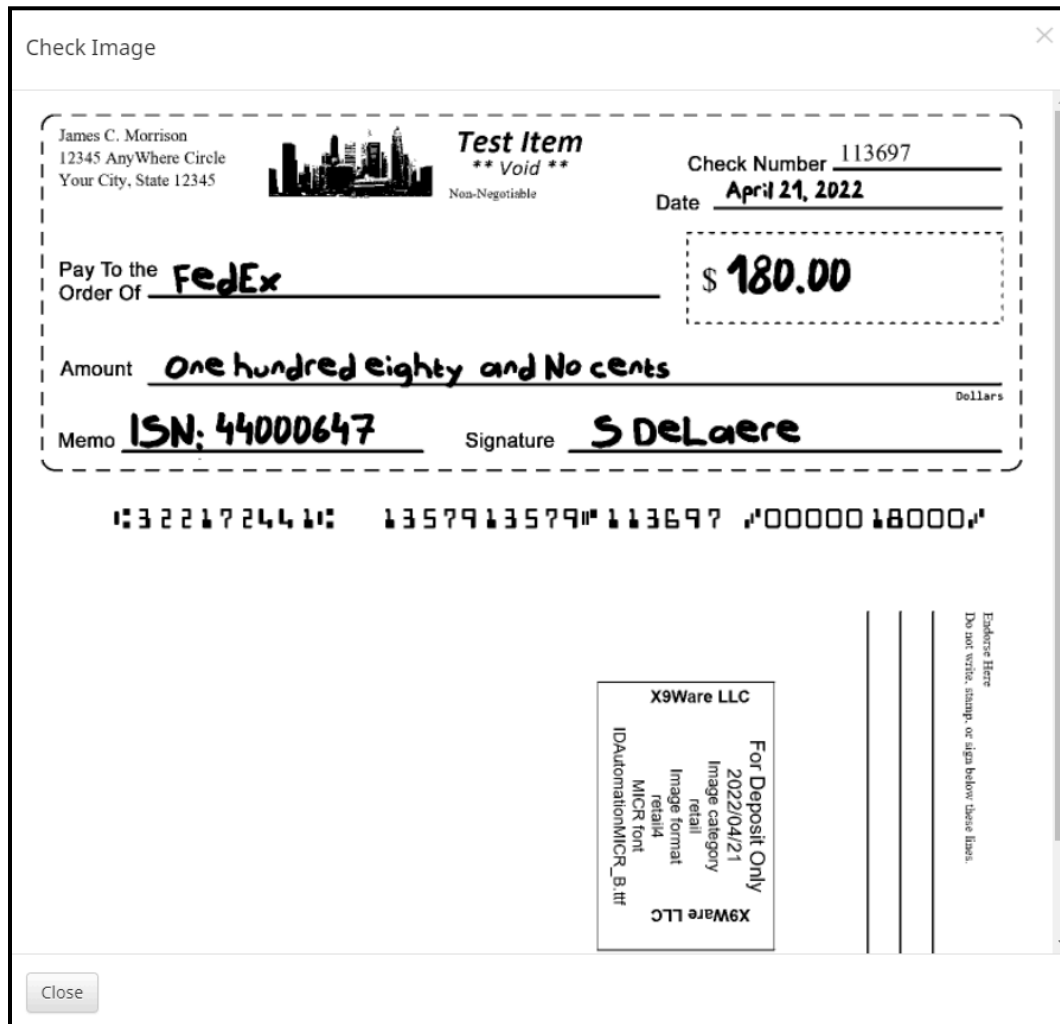 Check Image
×
James C. Morrison
12345 AnyWhere Circle
Your City, State 12345
Test Item
** Void **
Non-Negotiable
Check Number 113697
Date April 21, 2022
Pay To the
Order Of FedEx
$ 180.00
Amount One hundred eighty and No cents
Dollars
Memo ISN: 44000647
Signature S DeLaere
⑆322172441⑆ 1357913579⑈113697 ⑇0000018000⑇
Endorse Here
Do not write, stamp, or sign below these lines.
X9Ware LLC
For Deposit Only
2022/04/21
Image category
retail
Image format
retail4
MICR font
IDAutomationMICR_B.ttf
X9Ware LLC
Close